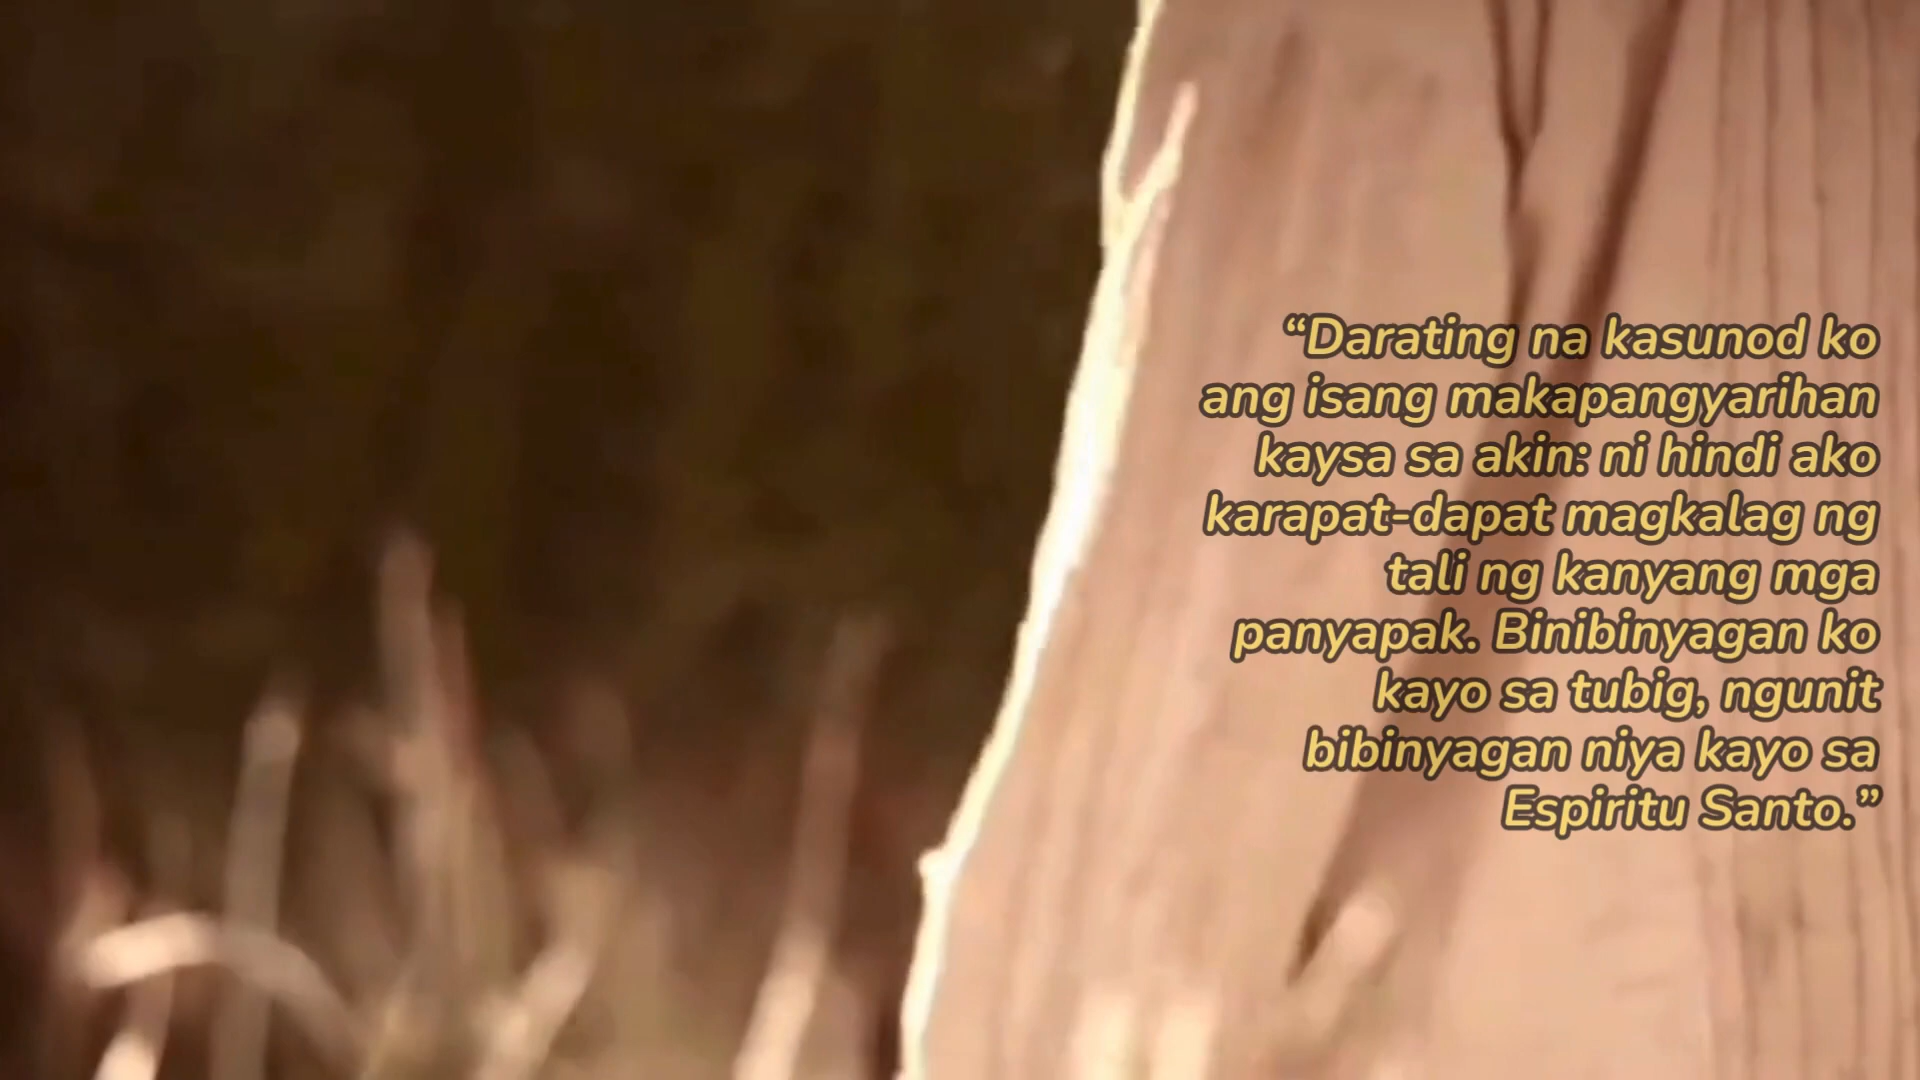 “Darating na kasunod ko
ang isang makapangyarihan
kaysa sa akin: ni hindi ako
karapat-dapat magkalag ng
tali ng kanyang mga
panyapak. Binibinyagan ko
kayo sa tubig, ngunit
bibinyagan niya kayo sa
Espiritu Santo.”